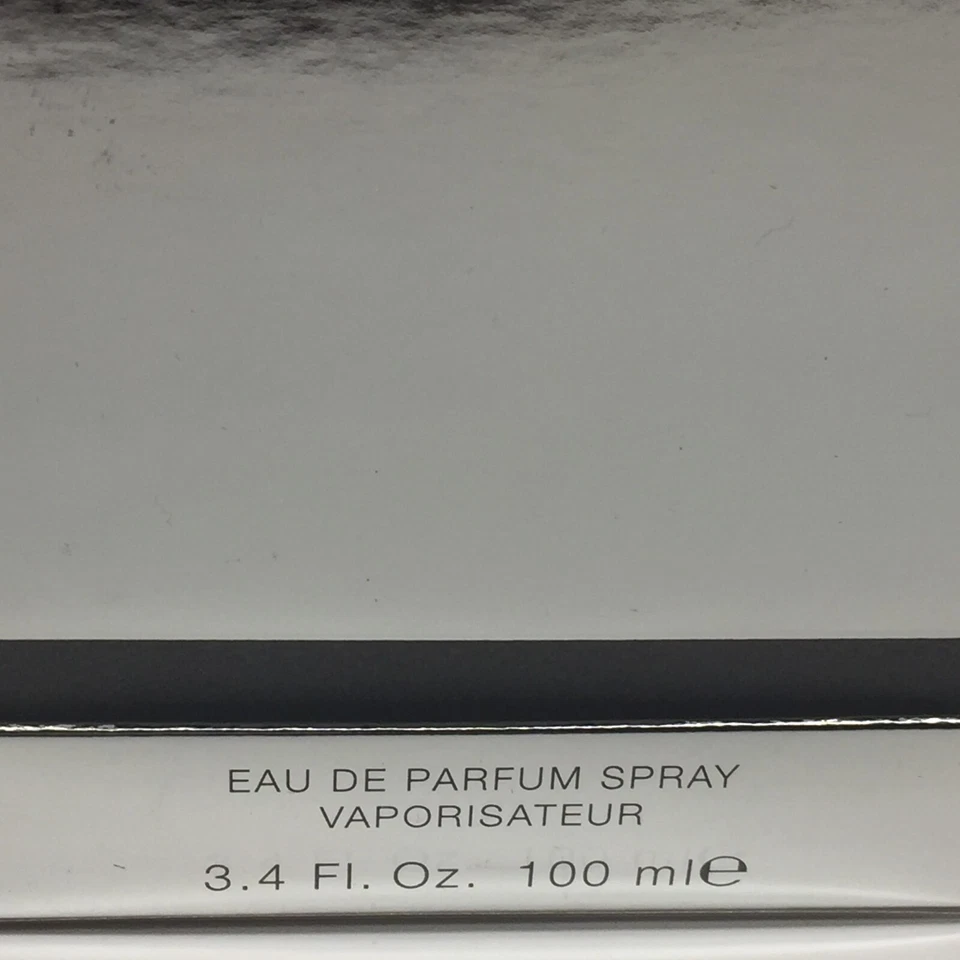 EAU DE PARFUM SPRAY
VAPORISATEUR
3.4 Fl. Oz. 100 ml℮